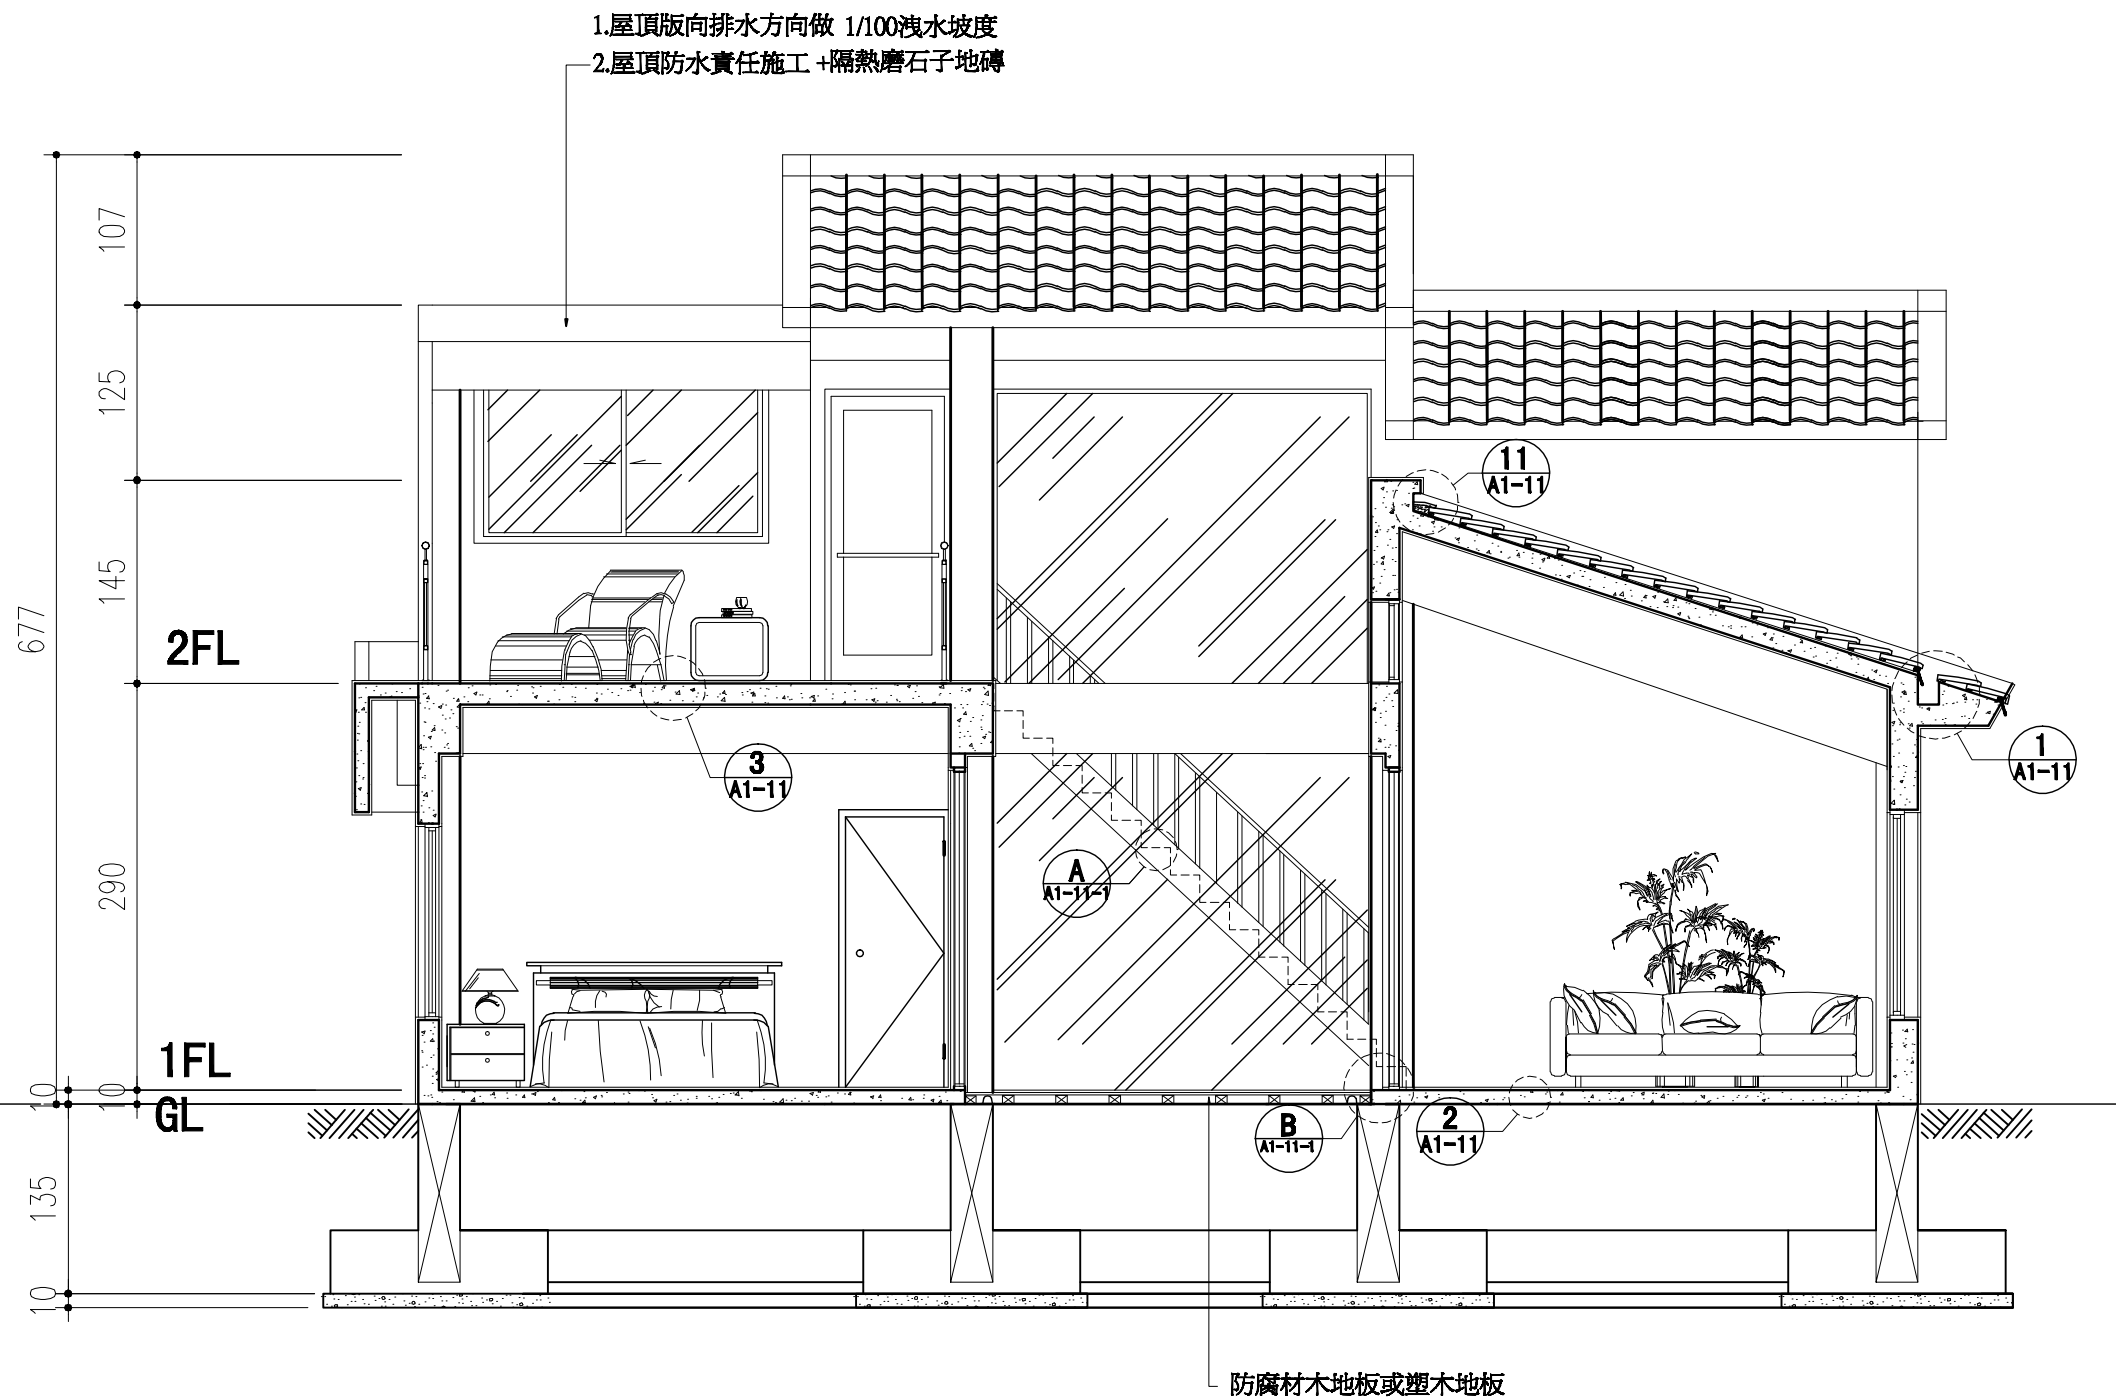 1.屋頂版向排水方向做 1/100洩水坡度
2.屋頂防水責任施工 +隔熱磨石子地磚
107
125
11
A1-11
145
677
2FL
3
A1-11
1
A1-11
290
A
A1-11-1
1FL
10
10
GL
B
A1-11-1
2
A1-11
135
10
防腐材木地板或塑木地板